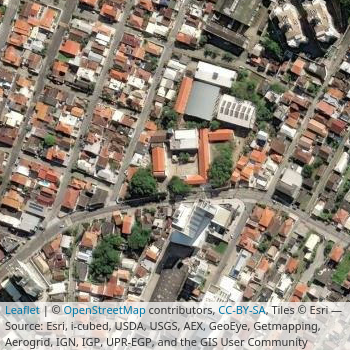 Leaflet | © OpenStreetMap contributors, CC-BY-SA, Tiles © Esri —
Source: Esri, i-cubed, USDA, USGS, AEX, GeoEye, Getmapping,
Aerogrid, IGN, IGP, UPR-EGP, and the GIS User Community